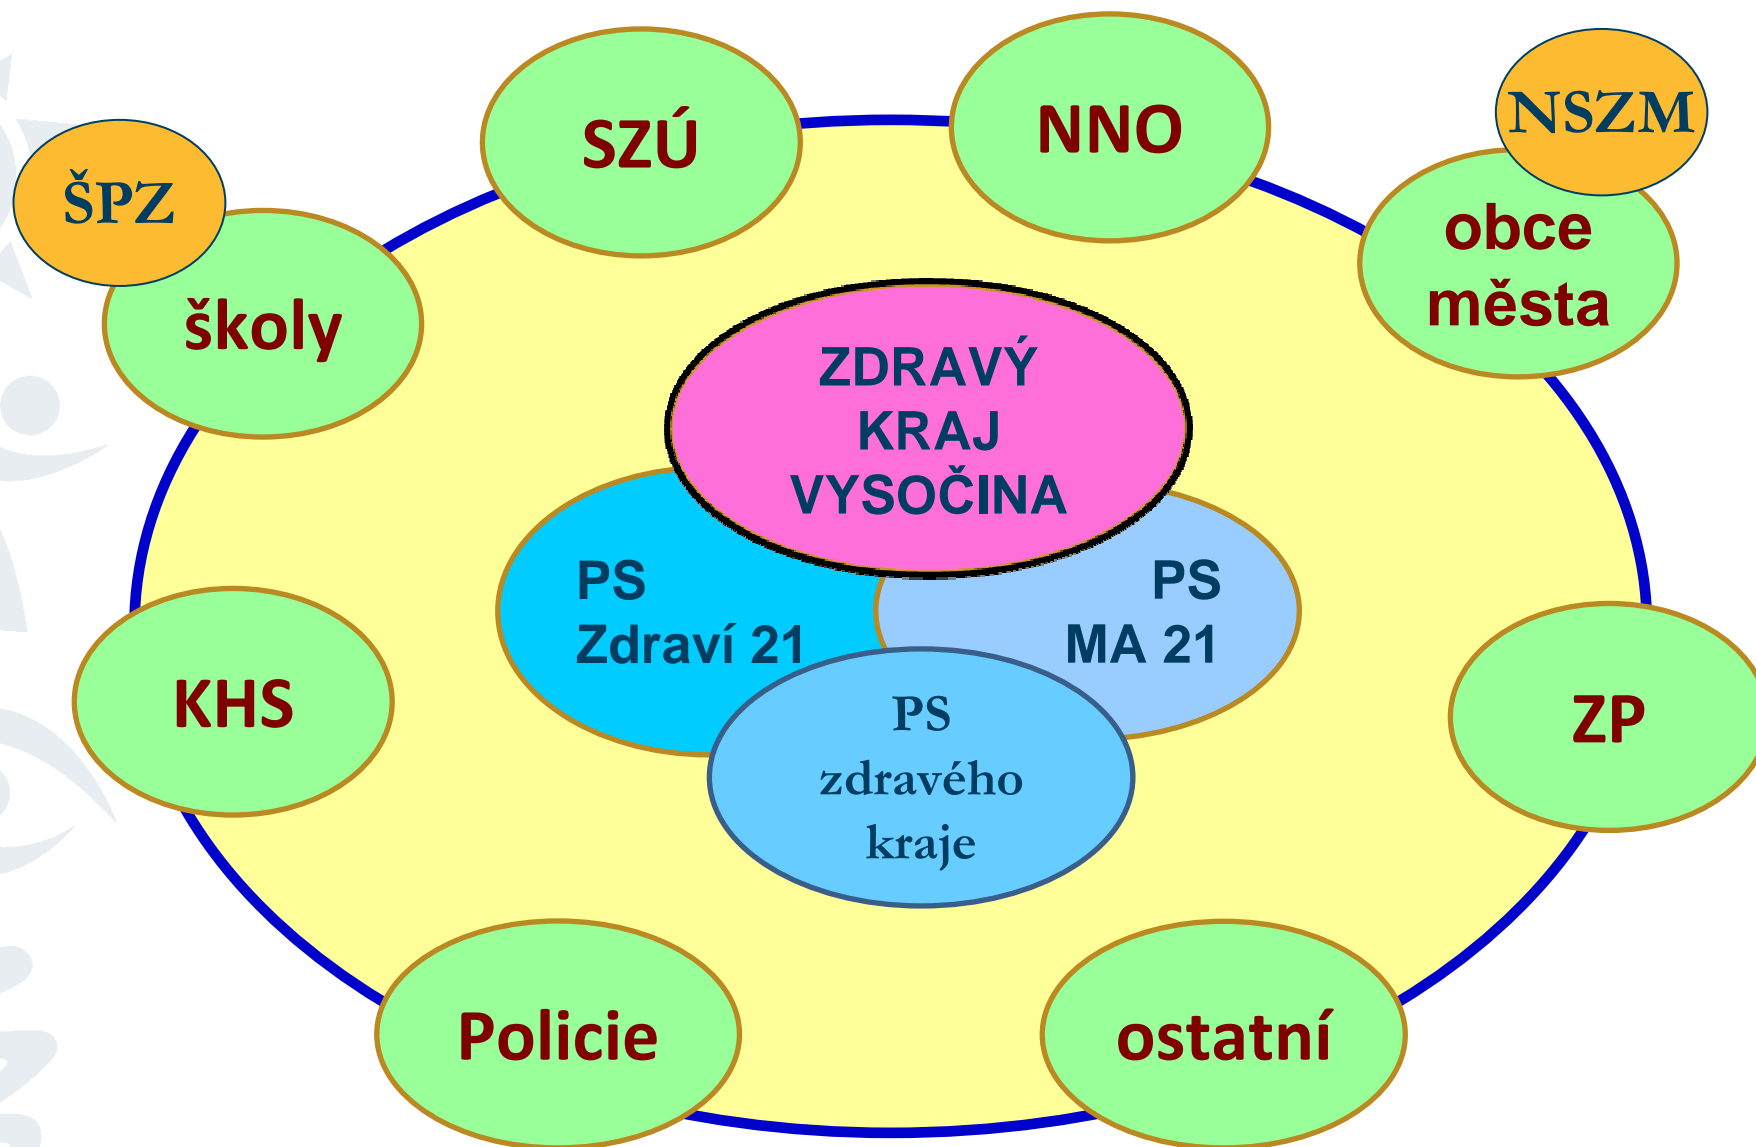 SZÚ
NNO
NSZM
ŠPZ
obce
města
školy
ZDRAVÝ
KRAJ
VYSOČINA
PS
Zdraví 21
PS
MA 21
PS
zdravého
kraje
KHS
ZP
Policie
ostatní